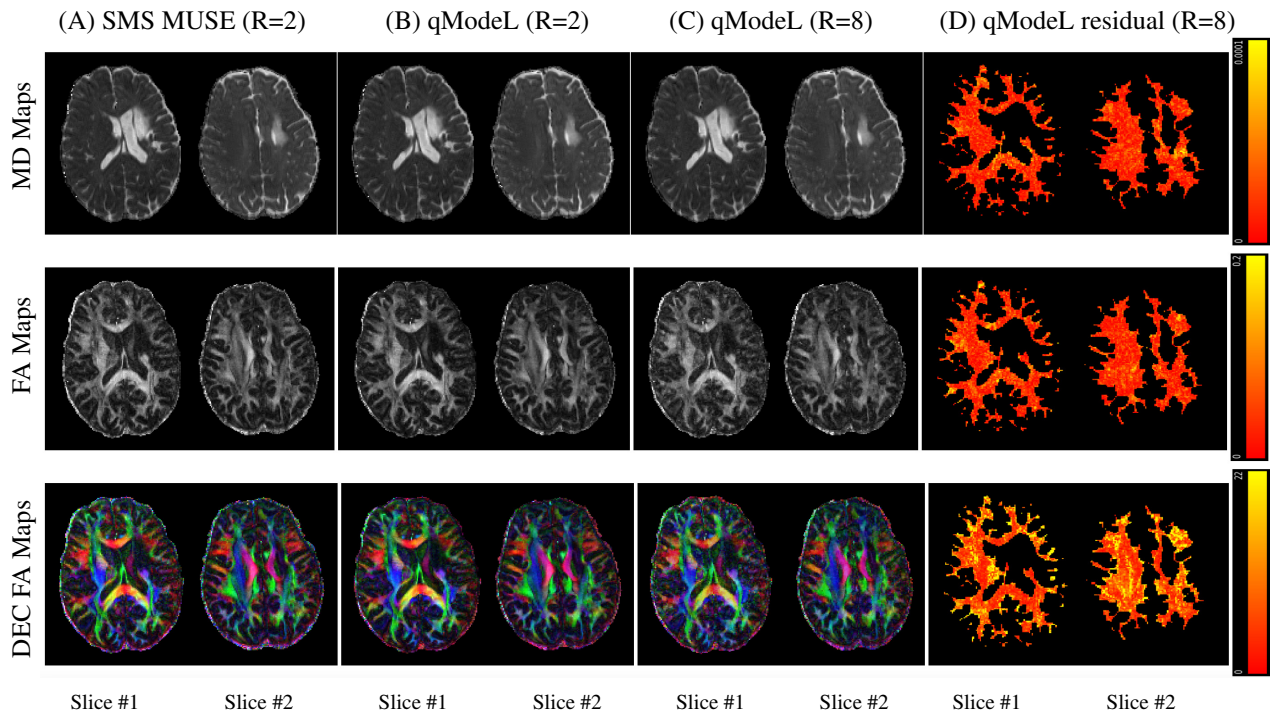 (A) SMS MUSE (R=2) (B) qModeL (R=2) (C) qModeL (R=8) (D) qModeL residual (R=8)
MD Maps
0.0001
0
FA Maps
0.2
0
DEC FA Maps
22
0
Slice #1 Slice #2 Slice #1 Slice #2 Slice #1 Slice #2 Slice #1 Slice #2